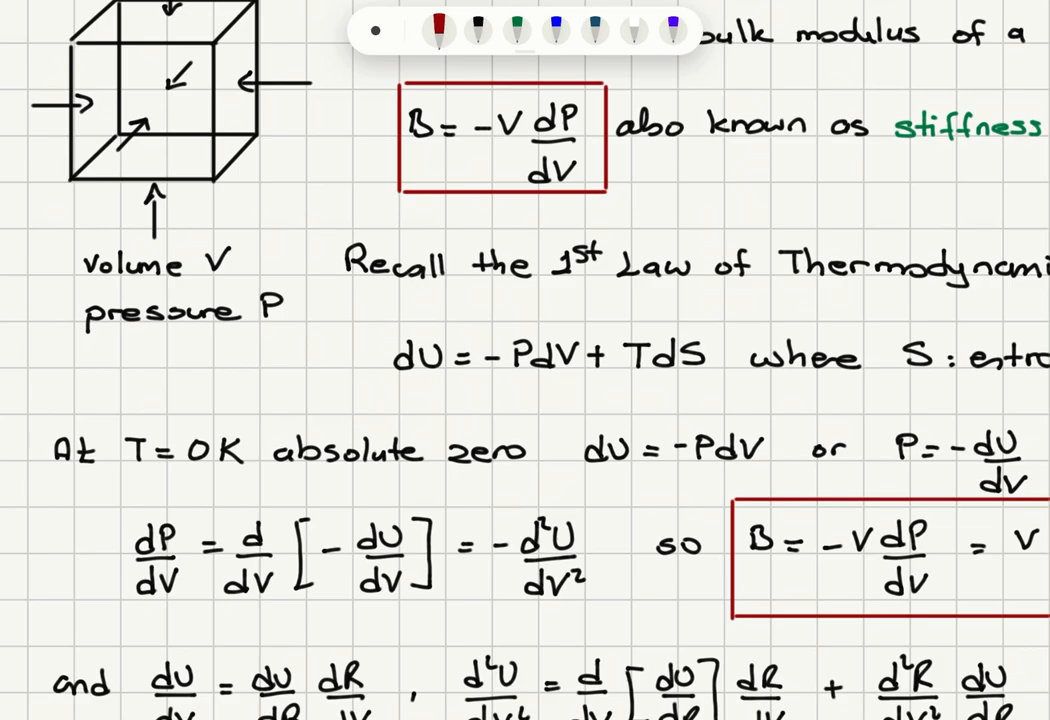 bulk modulus of a
B = -V dP/dV also known as stiffness
volume V
pressure P
Recall the 1st Law of Thermodynami
dU = - PdV + TdS where S : entro
At T = 0K absolute zero dU = -PdV or P = - dU/dV
dP/dV = d/dV [ - dU/dV ] = - d²U/dV² so B = -V dP/dV = V
and dU/dV = dU/dR dR/dV , d²U/dV² = d/dV [ dU/dR ] dR/dV + d²R/dV² dU/dR